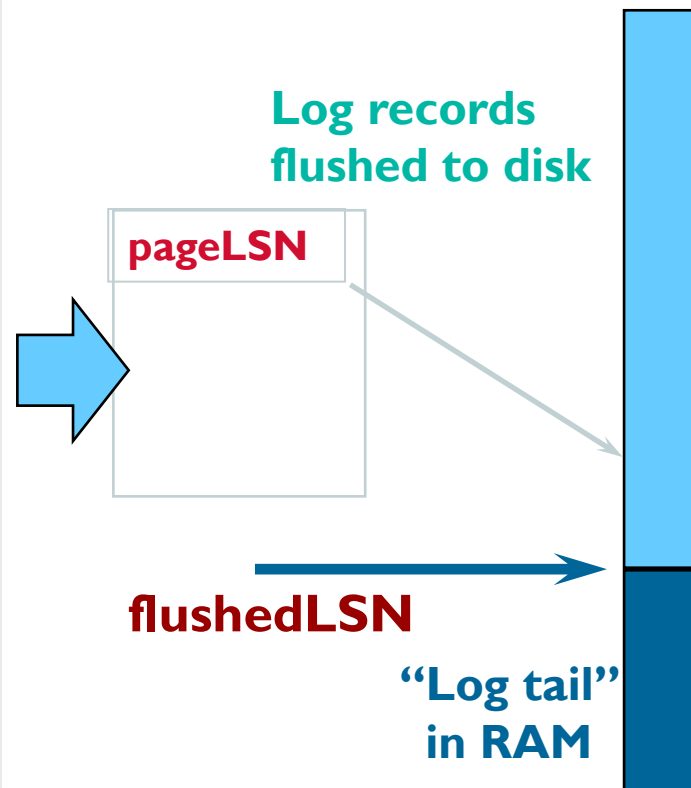 Log records
flushed to disk
pageLSN
flushedLSN
“Log tail”
in RAM